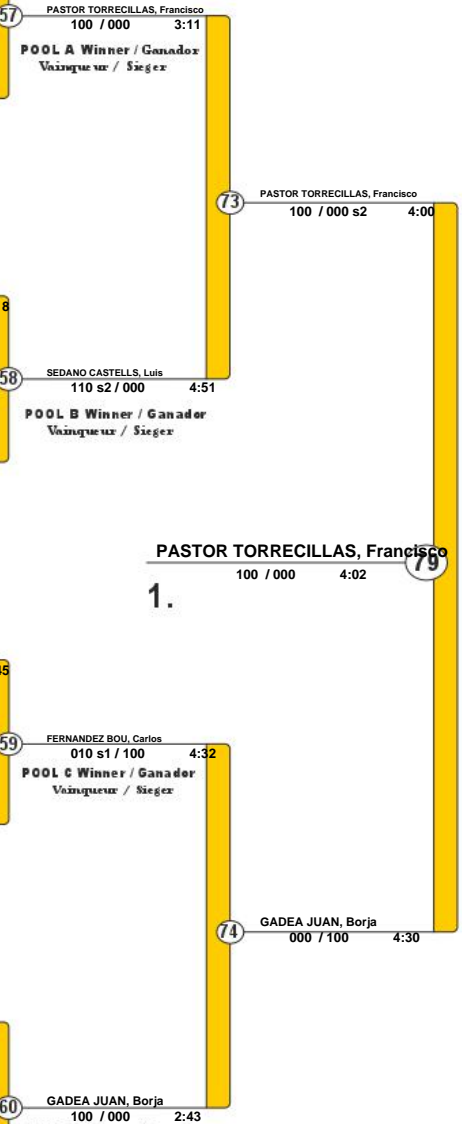 57
PASTOR TORRECILLAS, Francisco
100 / 000 3:11
POOL A Winner / Ganador
Vainqueur / Sieger
73
PASTOR TORRECILLAS, Francisco
100 / 000 s2 4:00
8
58
SEDANO CASTELLS, Luis
110 s2 / 000 4:51
POOL B Winner / Ganador
Vainqueur / Sieger
PASTOR TORRECILLAS, Francisco
79
100 / 000 4:02
1.
45
59
FERNANDEZ BOU, Carlos
010 s1 / 100 4:32
POOL C Winner / Ganador
Vainqueur / Sieger
74
GADEA JUAN, Borja
000 / 100 4:30
60
GADEA JUAN, Borja
100 / 000 2:43